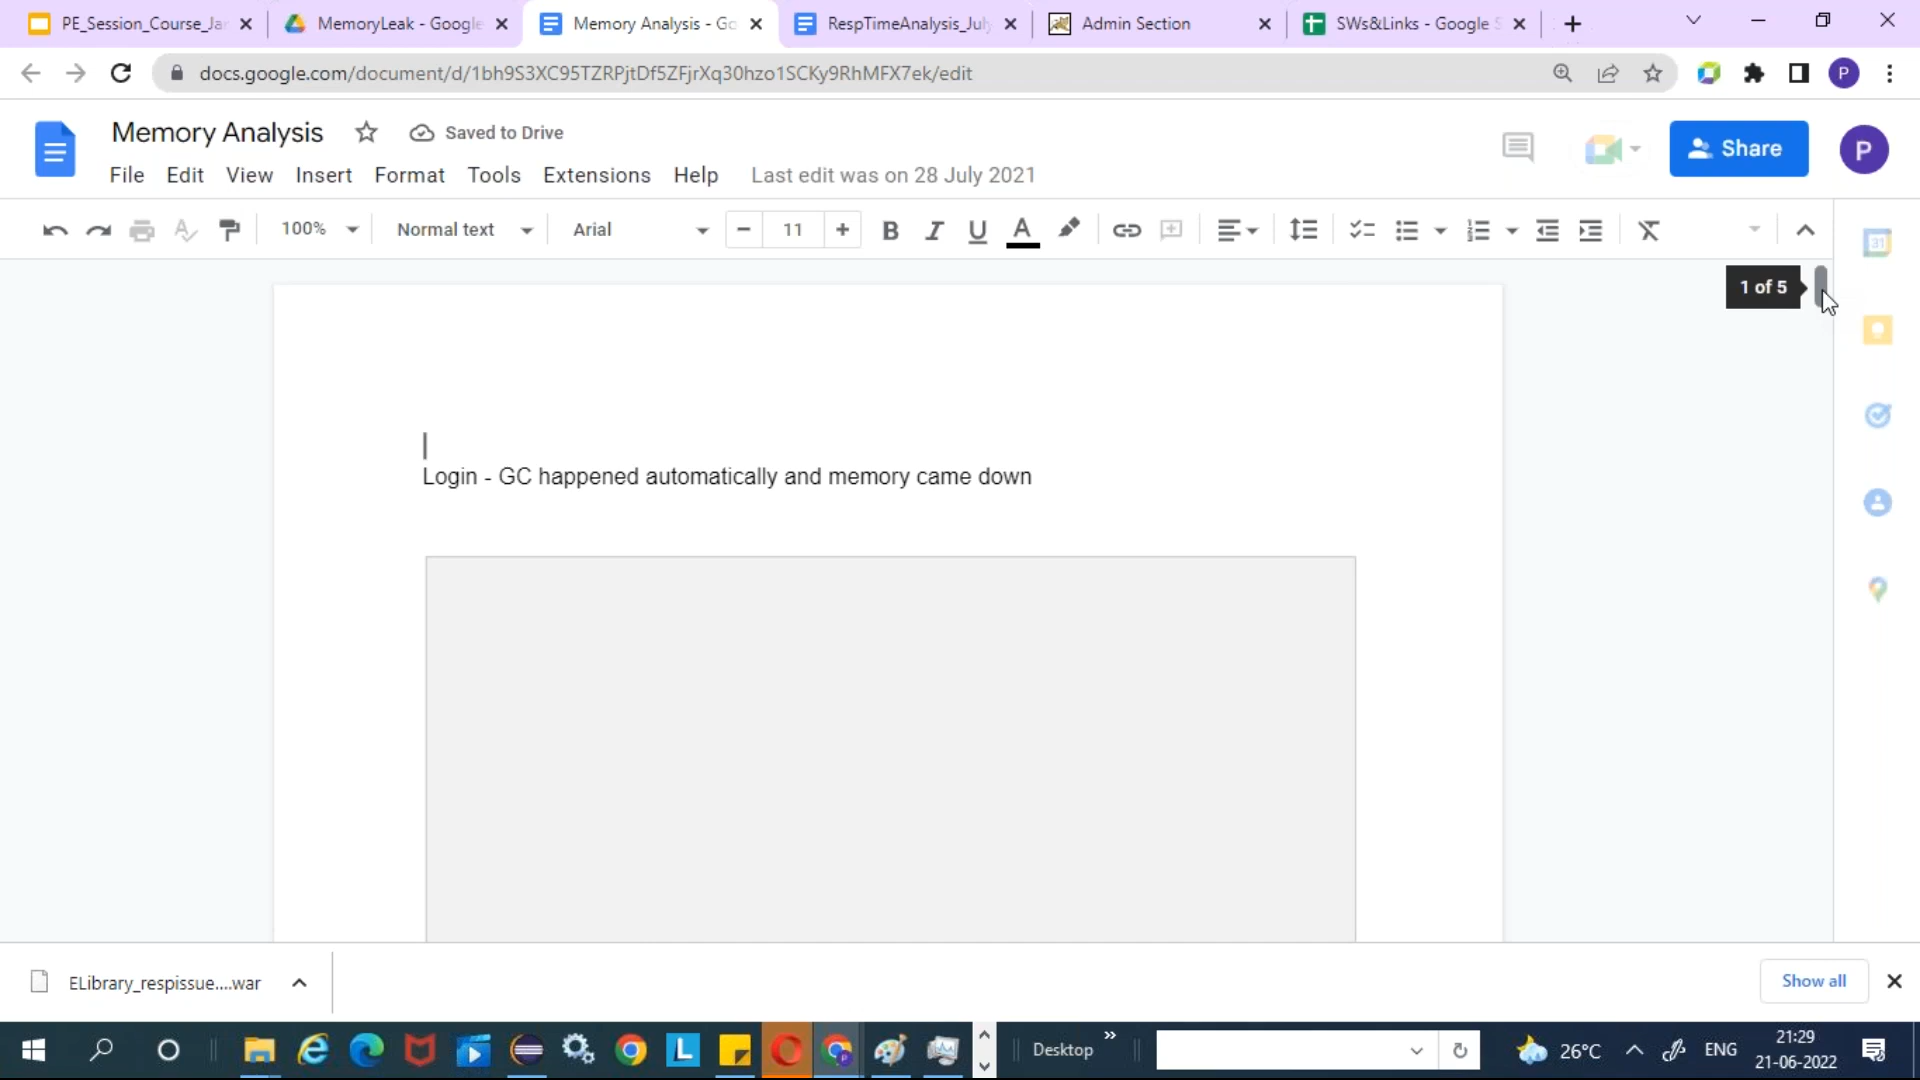 PE_Session_Course_Jar
MemoryLeak - Google
Memory Analysis - Go
RespTimeAnalysis_July
Admin Section
SWs&Links - Google S
docs.google.com/document/d/1bh9S3XC95TZRPjtDf5ZFjrXq30hzo1SCKy9RhMFX7ek/edit
P
Memory Analysis
Saved to Drive
Share
P
File Edit View Insert Format Tools Extensions Help
Last edit was on 28 July 2021
100%
Normal text
Arial
11
B I U A
31
1 of 5
Login - GC happened automatically and memory came down
ELibrary_respissue....war
Show all
L
Desktop
26°C
ENG
21:29
21-06-2022